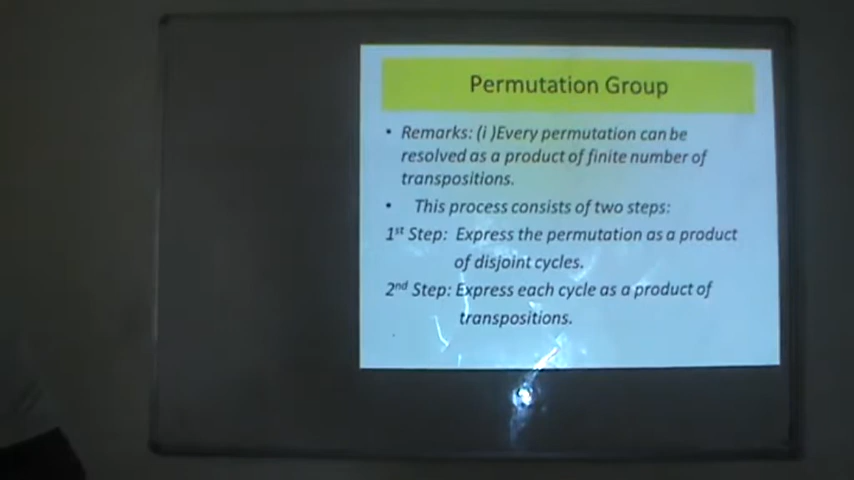 Permutation Group
• Remarks: (i )Every permutation can be
resolved as a product of finite number of
transpositions.
• This process consists of two steps:
1st Step: Express the permutation as a product
of disjoint cycles.
2nd Step: Express each cycle as a product of
transpositions.